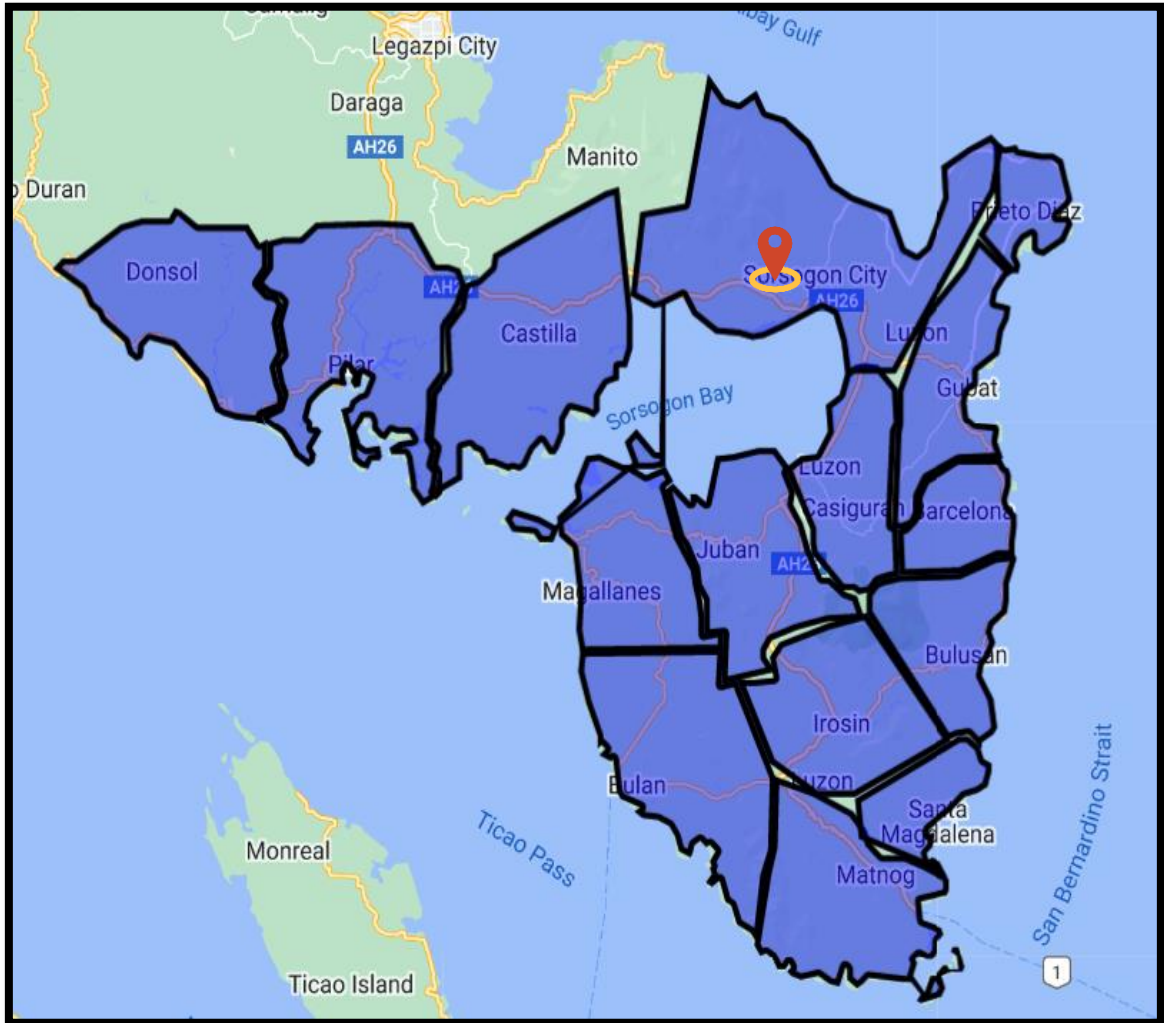 Legazpi City
Daraga
AH26
Manito
Duran
Prieto Diaz
Donsol
Sorsogon City
AH26
AH26
Castilla
Luzon
Pilar
Gubat
Sorsogon Bay
Luzon
Casiguran
Barcelona
Juban
AH26
Magallanes
Bulusan
Irosin
Bulan
Luzon
Santa
Magdalena
Ticao Pass
Monreal
Matnog
San Bernardino Strait
Ticao Island
1